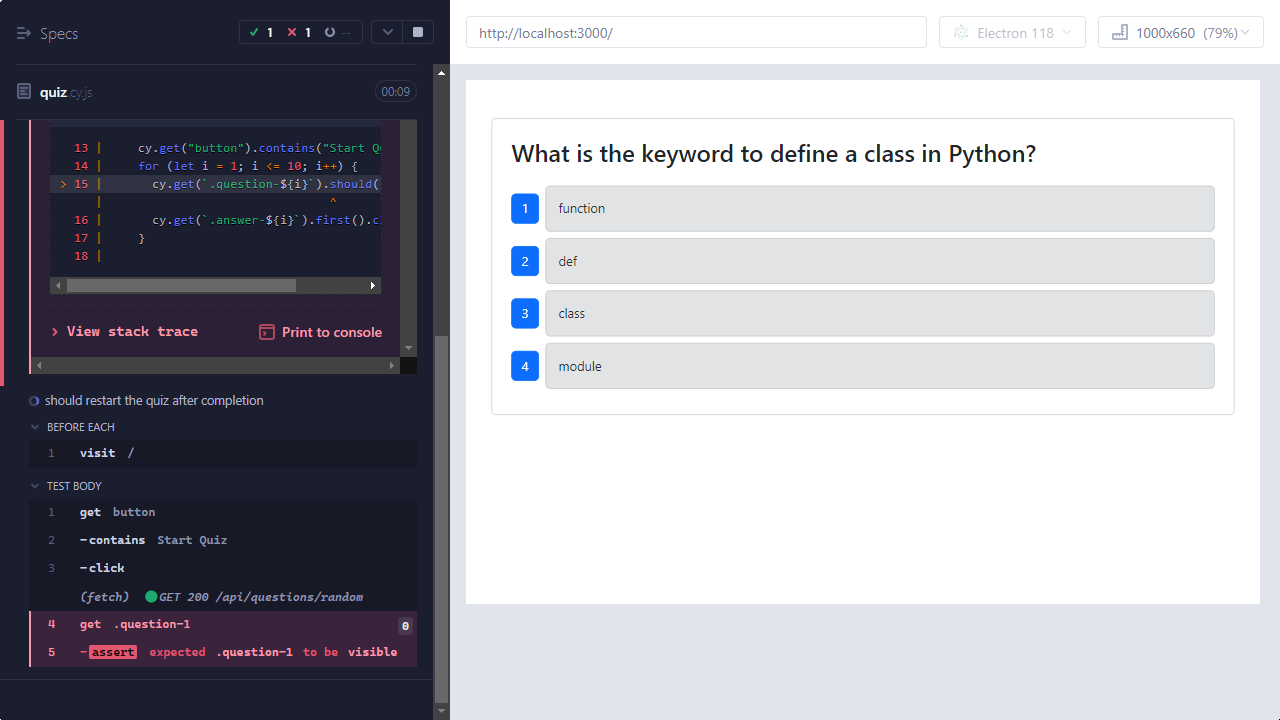 Specs
1
1
--
quiz.cy.js
00:09
13 | cy.get("button").contains("Start Q
14 | for (let i = 1; i <= 10; i++) {
> 15 | cy.get(`.question-${i}`).should(
| ^
16 | cy.get(`.answer-${i}`).first().c
17 | }
18 |
View stack trace
Print to console
should restart the quiz after completion
BEFORE EACH
1 visit /
TEST BODY
1 get button
2 -contains Start Quiz
3 -click
(fetch) GET 200 /api/questions/random
4 get .question-1 0
5 -assert expected .question-1 to be visible
http://localhost:3000/
Electron 118
1000x660 (79%)
What is the keyword to define a class in Python?
1 function
2 def
3 class
4 module